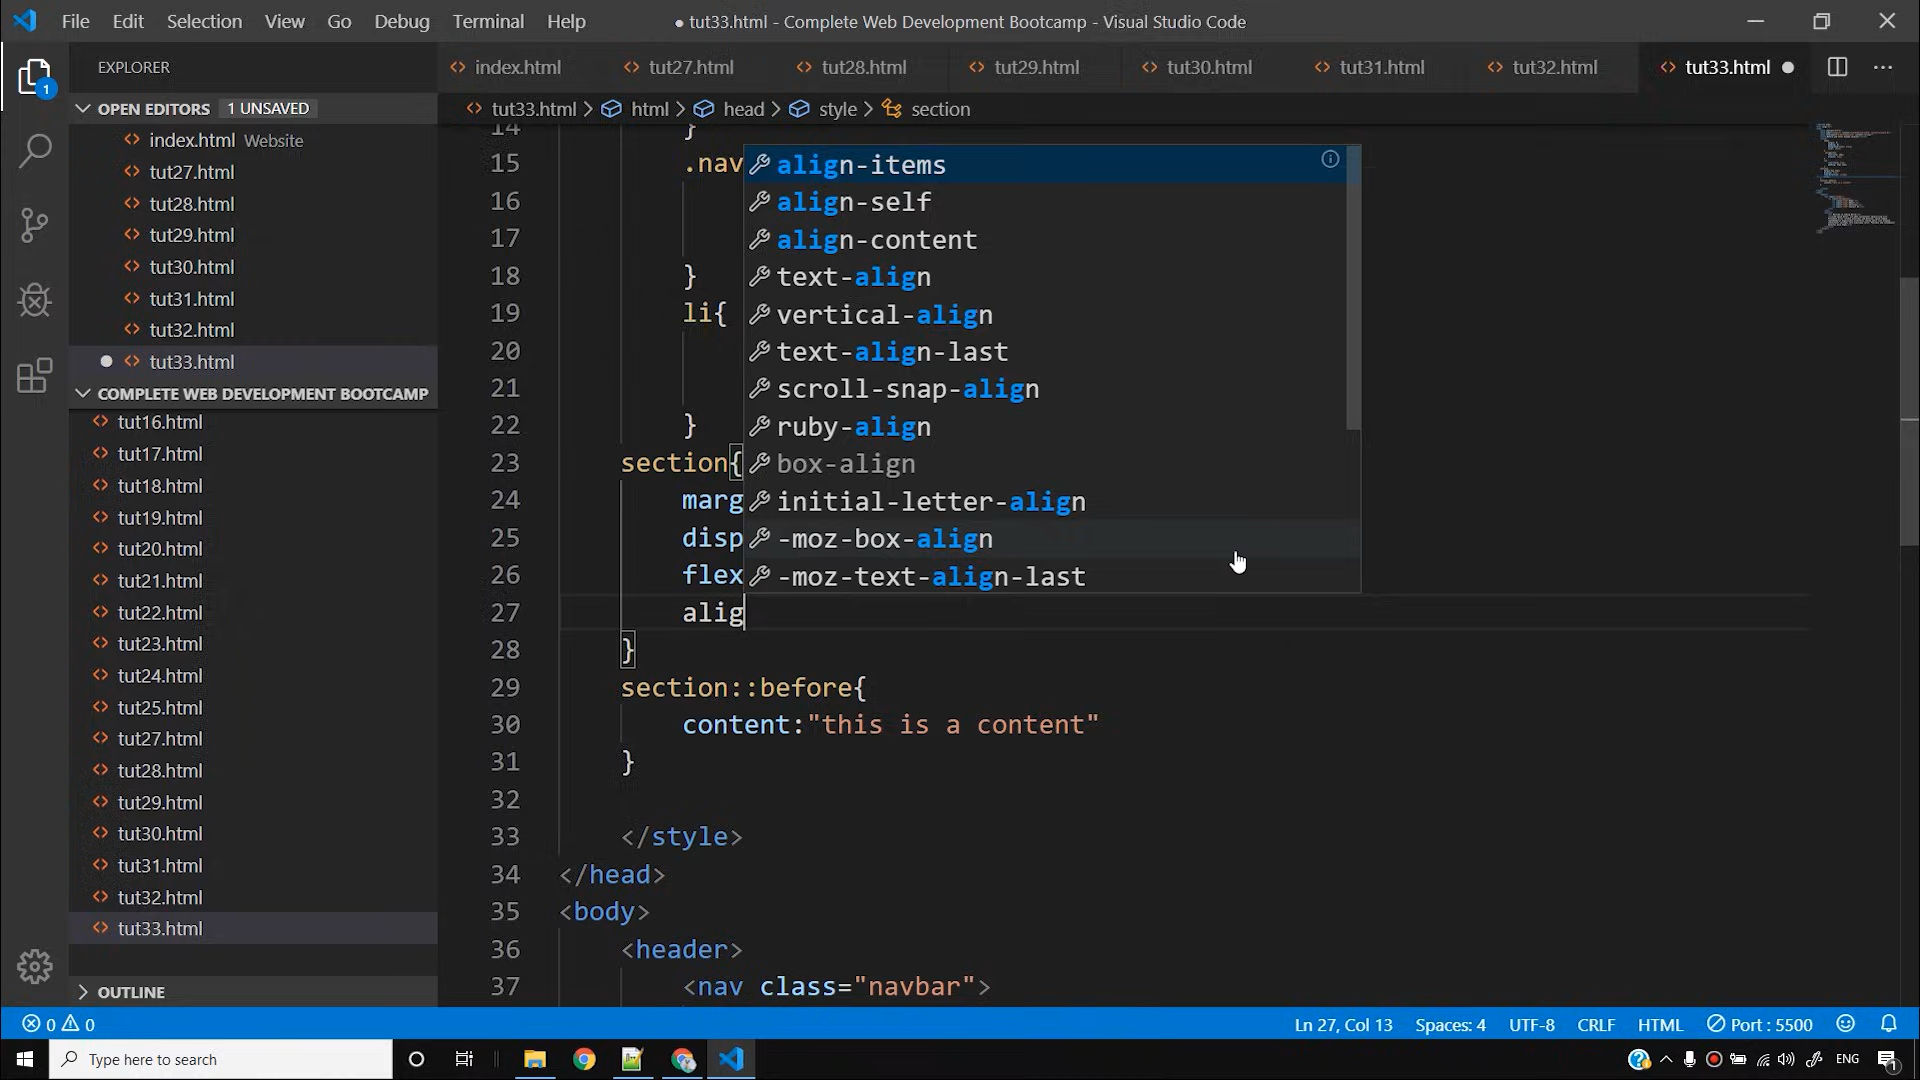 File Edit Selection View Go Debug Terminal Help
● tut33.html - Complete Web Development Bootcamp - Visual Studio Code
EXPLORER
index.html tut27.html tut28.html tut29.html tut30.html tut31.html tut32.html tut33.html ●
OPEN EDITORS 1 UNSAVED
index.html Website
tut27.html
tut28.html
tut29.html
tut30.html
tut31.html
tut32.html
tut33.html
COMPLETE WEB DEVELOPMENT BOOTCAMP
tut16.html
tut17.html
tut18.html
tut19.html
tut20.html
tut21.html
tut22.html
tut23.html
tut24.html
tut25.html
tut27.html
tut28.html
tut29.html
tut30.html
tut31.html
tut32.html
tut33.html
OUTLINE
1
tut33.html > html > head > style > section
14 }
15 .nav
16
17
18 }
19 li{
20
21
22 }
23 section{
24 marg
25 disp
26 flex
27 alig
28 }
29 section::before{
30 content:"this is a content"
31 }
32
33 </style>
34 </head>
35 <body>
36 <header>
37 <nav class="navbar">
align-items
align-self
align-content
text-align
vertical-align
text-align-last
scroll-snap-align
ruby-align
box-align
initial-letter-align
-moz-box-align
-moz-text-align-last
0 0
Ln 27, Col 13 Spaces: 4 UTF-8 CRLF HTML Port : 5500
Type here to search
ENG
1